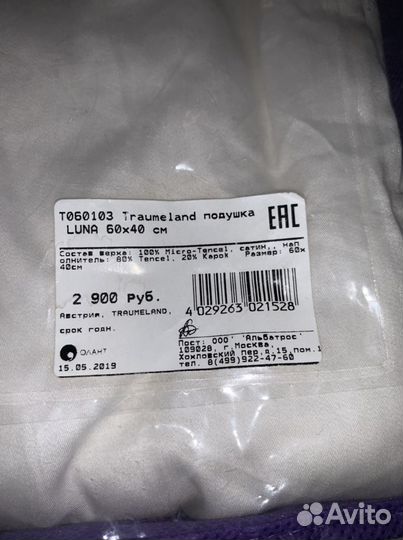 T060103 Traumeland подушка
LUNA 60x40 см
EAC
Состав верха: 100% Micro-Tencel, сатин,, нап
олнитель: 80% Tencel, 20% Kapok Размер: 60x
40см
2 900 Руб.
Австрия, TRAUMELAND,
срок годн.
4 029263 021528
ОЛАНТ
15.05.2019
Пост: ООО "Альбатрос"
109028, г.Москва,
Хохловский пер,д.15,пом.1
тел. 8(499)922-47-60
Avito